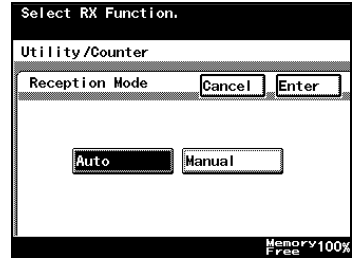 Select RX Function.
Utility/Counter
Reception Mode Cancel Enter
Auto Manual
Memory Free 100%